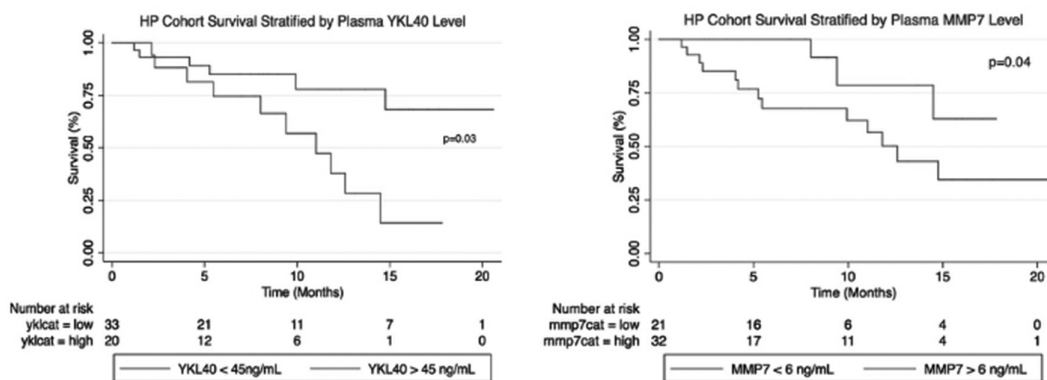 HP Cohort Survival Stratified by Plasma YKL40 Level
1.00
0.75
0.50
0.25
0.00
Survival (%)
p=0.03
0 5 10 15 20
Time (Months)
Number at risk
yklcat = low 33 21 11 7 1
yklcat = high 20 12 6 1 0
YKL40 < 45ng/mL YKL40 > 45 ng/mL
HP Cohort Survival Stratified by Plasma MMP7 Level
1.00
0.75
0.50
0.25
0.00
Survival (%)
p=0.04
0 5 10 15 20
Time (Months)
Number at risk
mmp7cat = low 21 16 6 4 0
mmp7cat = high 32 17 11 4 1
MMP7 < 6 ng/mL MMP7 > 6 ng/mL